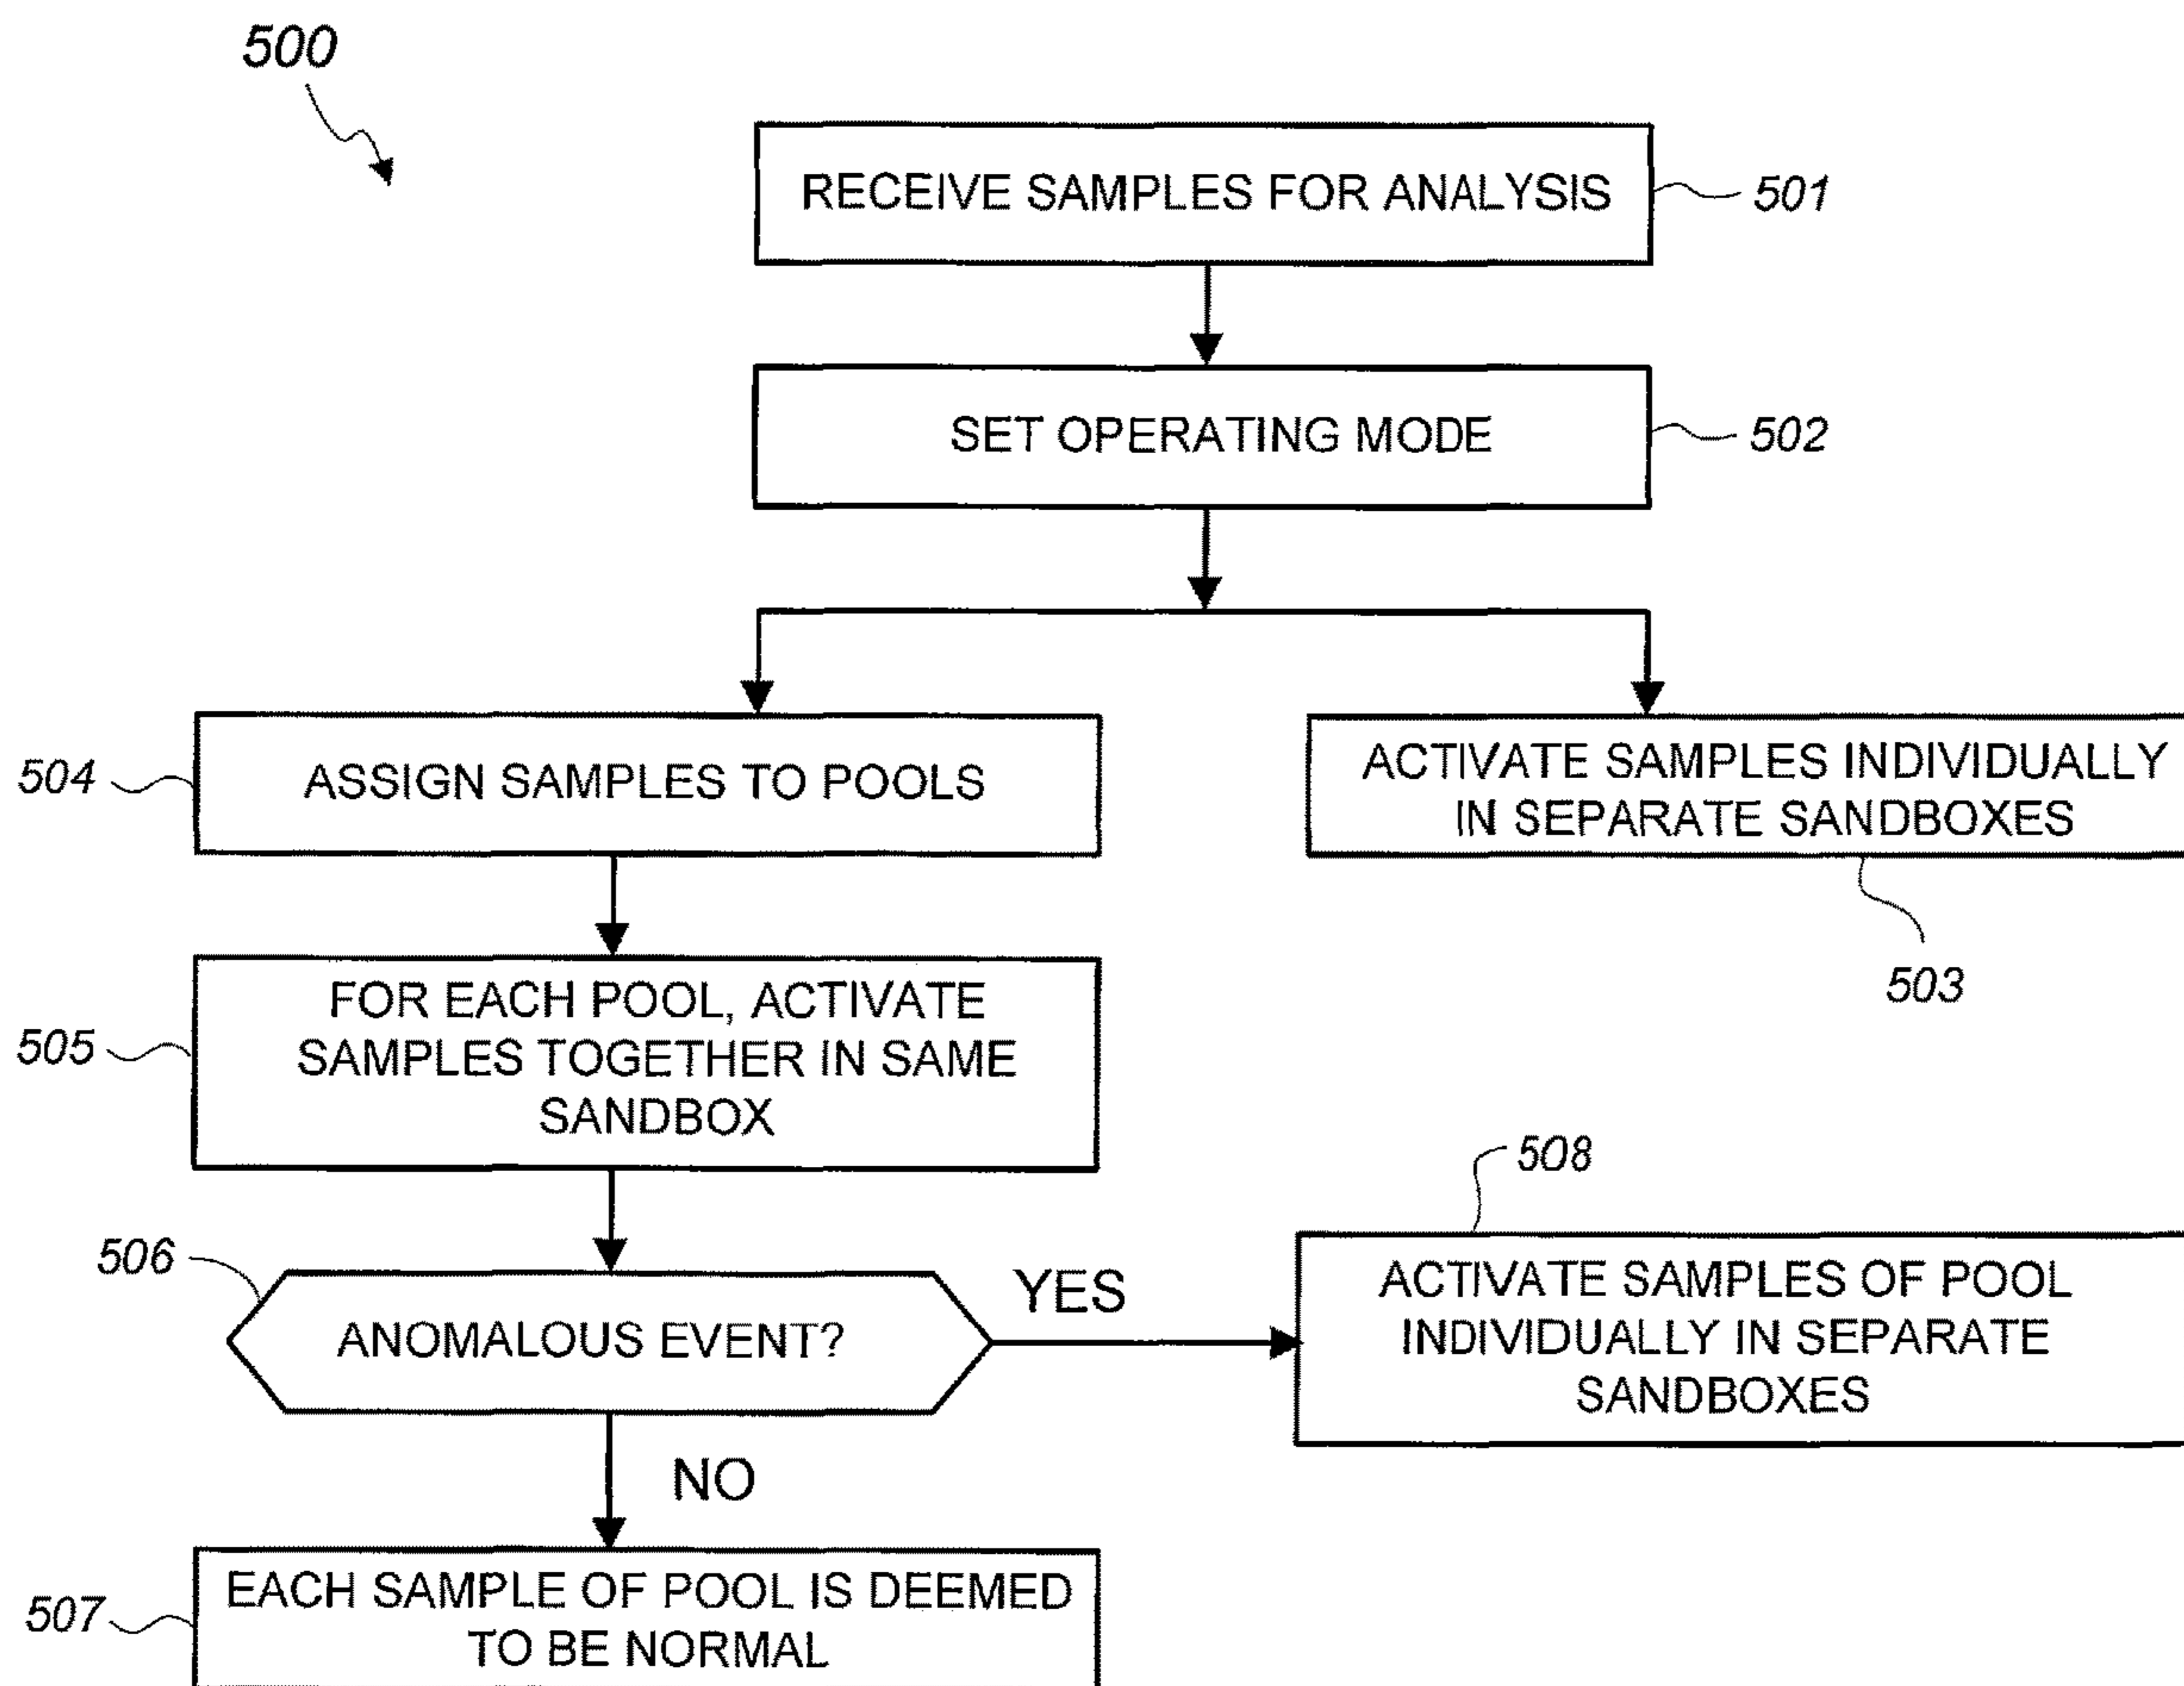 500
RECEIVE SAMPLES FOR ANALYSIS
501
SET OPERATING MODE
502
504
ASSIGN SAMPLES TO POOLS
ACTIVATE SAMPLES INDIVIDUALLY
IN SEPARATE SANDBOXES
503
505
FOR EACH POOL, ACTIVATE
SAMPLES TOGETHER IN SAME
SANDBOX
508
506
ANOMALOUS EVENT?
YES
ACTIVATE SAMPLES OF POOL
INDIVIDUALLY IN SEPARATE
SANDBOXES
NO
507
EACH SAMPLE OF POOL IS DEEMED
TO BE NORMAL